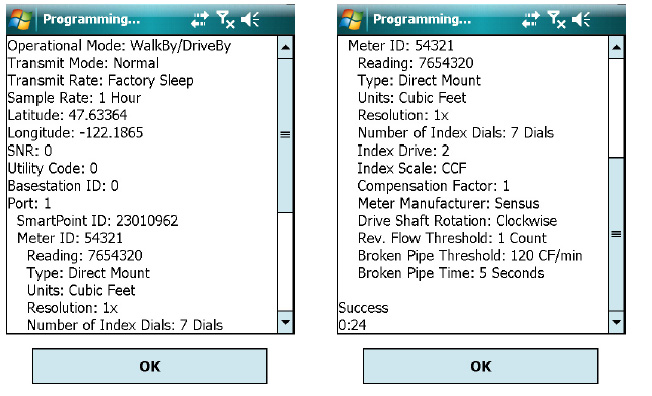 Programming...
Operational Mode: WalkBy/DriveBy
Transmit Mode: Normal
Transmit Rate: Factory Sleep
Sample Rate: 1 Hour
Latitude: 47.63364
Longitude: -122.1865
SNR: 0
Utility Code: 0
Basestation ID: 0
Port: 1
SmartPoint ID: 23010962
Meter ID: 54321
Reading: 7654320
Type: Direct Mount
Units: Cubic Feet
Resolution: 1x
Number of Index Dials: 7 Dials
OK
Programming...
Meter ID: 54321
Reading: 7654320
Type: Direct Mount
Units: Cubic Feet
Resolution: 1x
Number of Index Dials: 7 Dials
Index Drive: 2
Index Scale: CCF
Compensation Factor: 1
Meter Manufacturer: Sensus
Drive Shaft Rotation: Clockwise
Rev. Flow Threshold: 1 Count
Broken Pipe Threshold: 120 CF/min
Broken Pipe Time: 5 Seconds
Success
0:24
OK